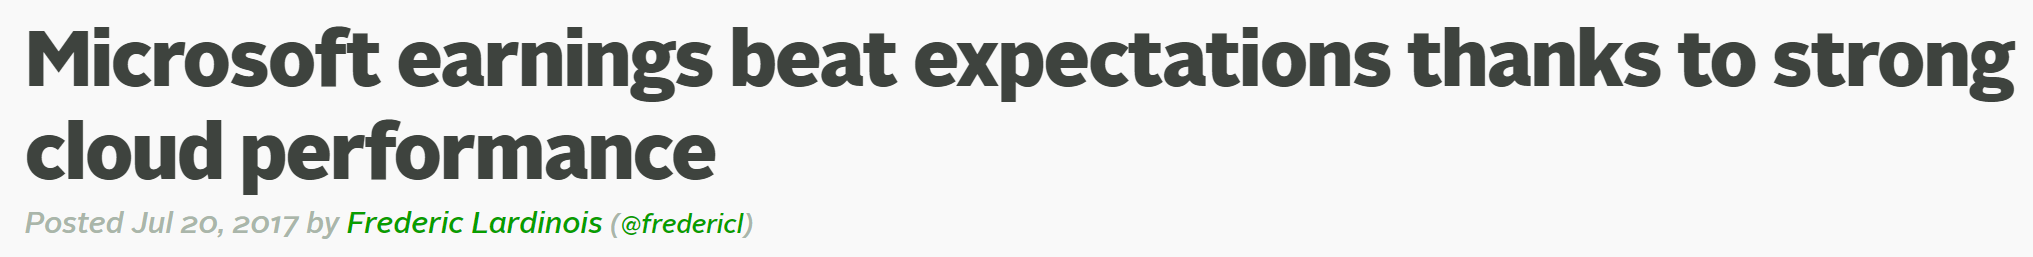 Microsoft earnings beat expectations thanks to strong
cloud performance
Posted Jul 20, 2017 by Frederic Lardinois (@fredericl)